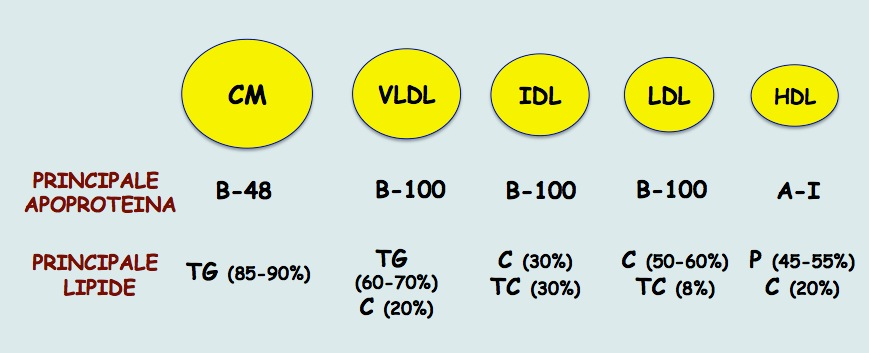 CM VLDL IDL LDL HDL
PRINCIPALE APOPROTEINA B-48 B-100 B-100 B-100 A-I
PRINCIPALE LIPIDE
TG (85-90%)
TG
(60-70%)
C (20%)
C (30%)
TC (30%)
C (50-60%)
TC (8%)
P (45-55%)
C (20%)